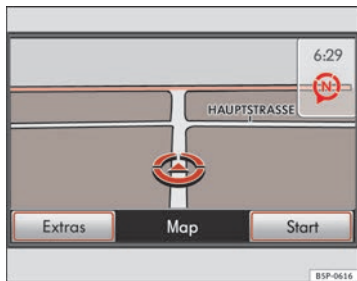 6:29
N
HAUPTSTRASSE
Extras
Map
Start
B5P-0616